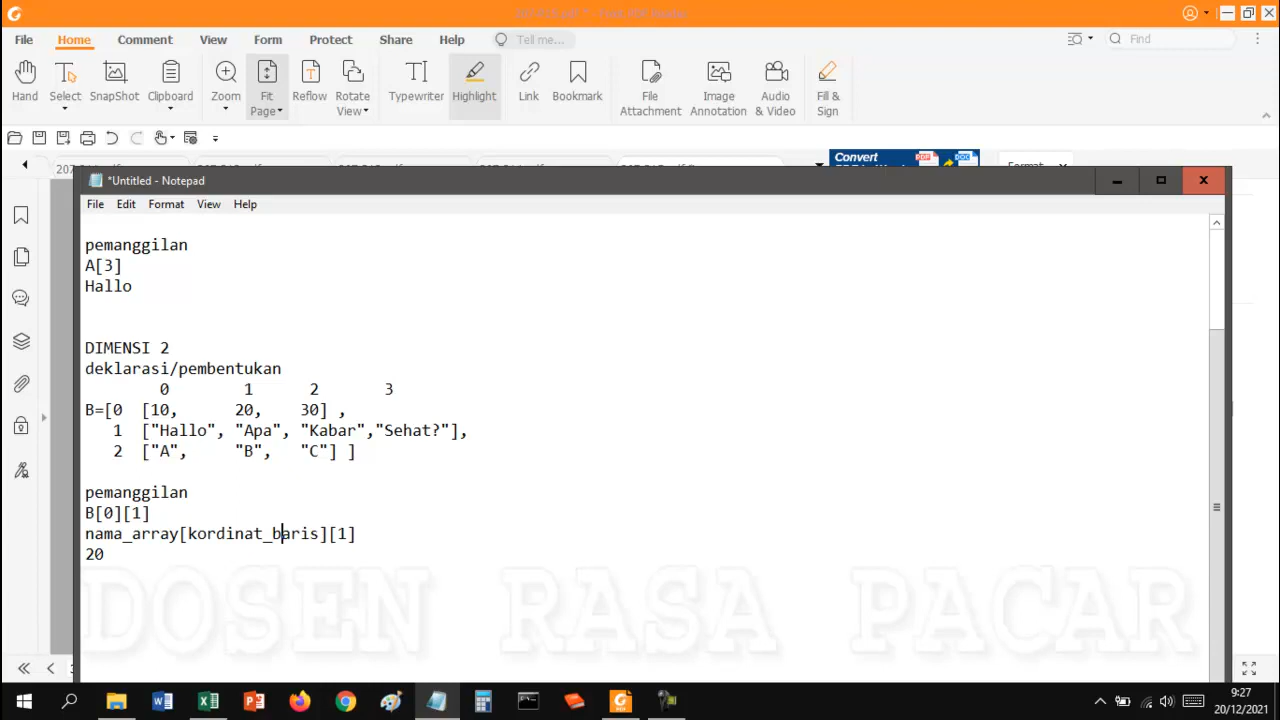 File Home Comment View Form Protect Share Help Tell me... Find
Hand Select SnapShot Clipboard Zoom Fit Page Reflow Rotate View Typewriter Highlight Link Bookmark File Attachment Image Annotation Audio & Video Fill & Sign
Convert
*Untitled - Notepad
File Edit Format View Help
pemanggilan
A[3]
Hallo
DIMENSI 2
deklarasi/pembentukan
0 1 2 3
B=[0 [10, 20, 30] ,
1 ["Hallo", "Apa", "Kabar","Sehat?"],
2 ["A", "B", "C"] ]
pemanggilan
B[0][1]
nama_array[kordinat_baris][1]
20
DOSEN RASA PACAR
9:27
20/12/2021